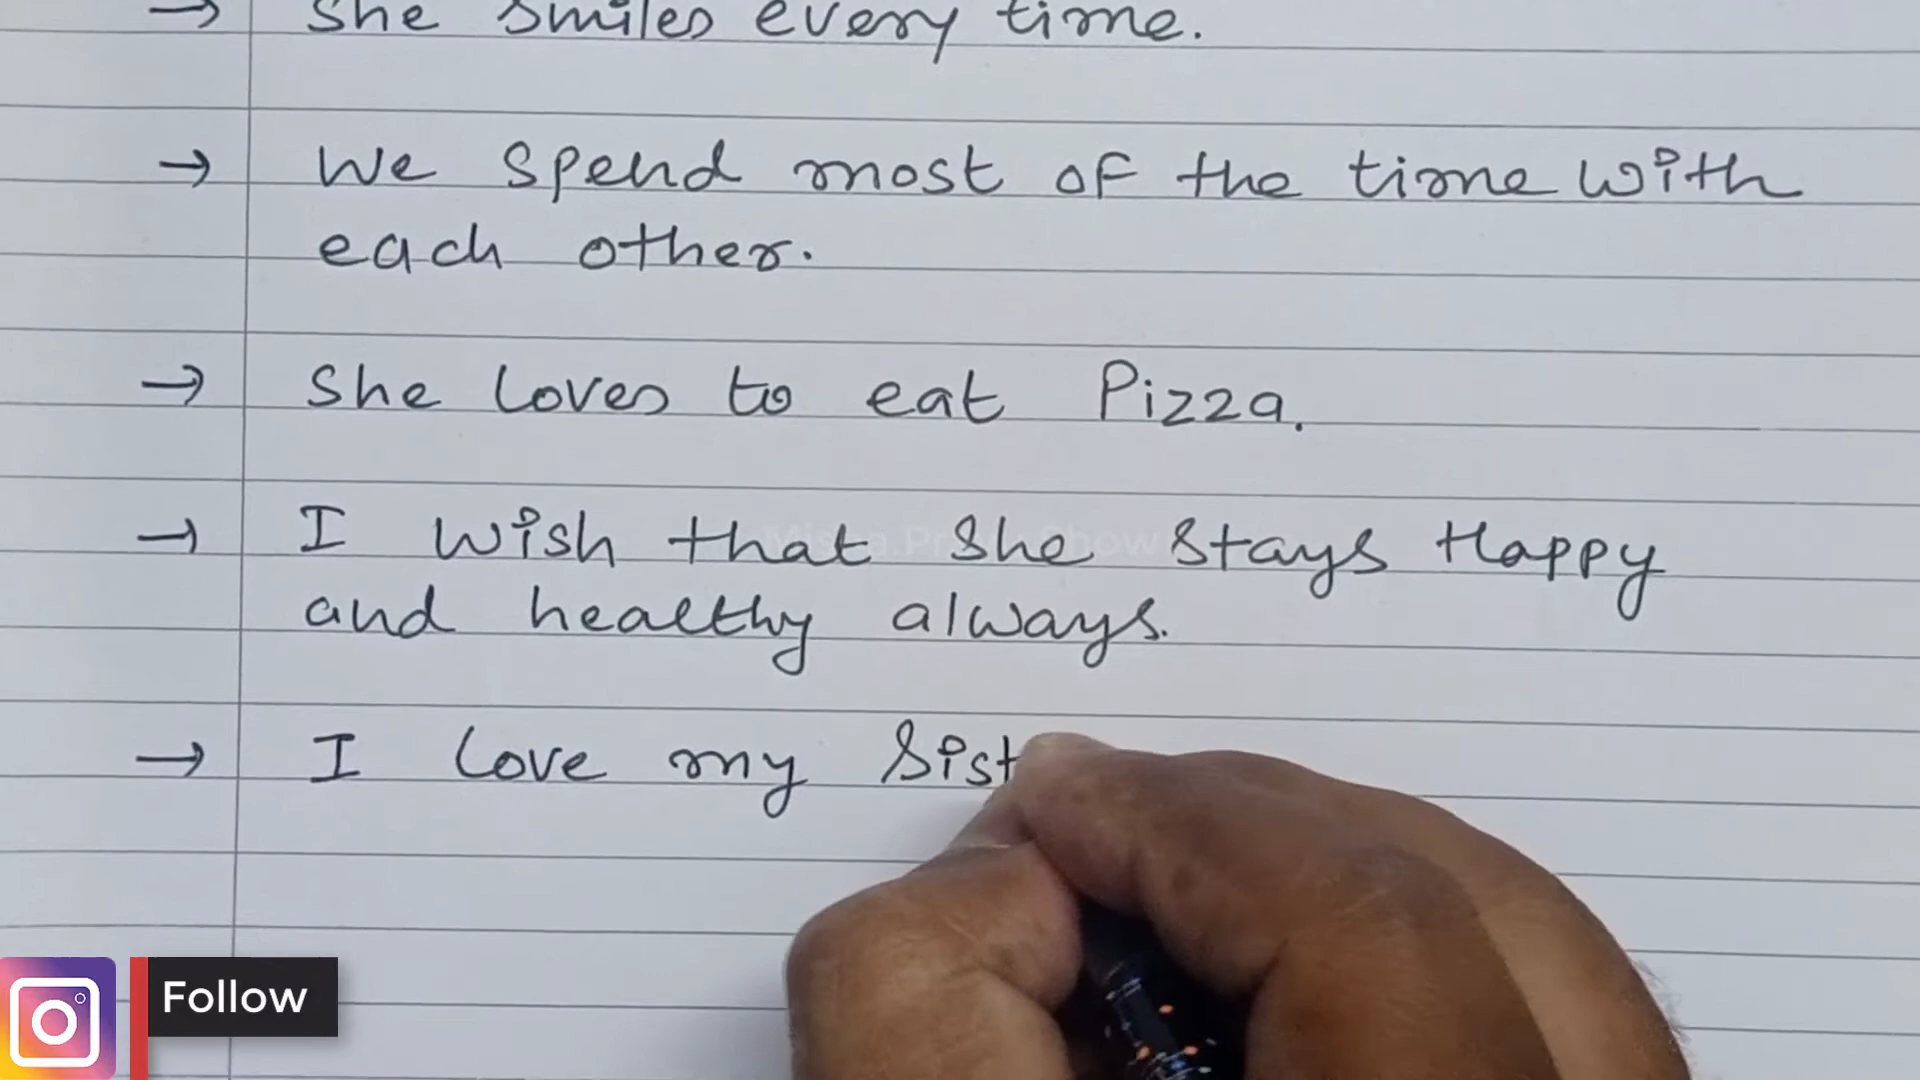 → She smiles every time.
→ We spend most of the time with
each other.
→ She loves to eat Pizza.
→ I wish that she stays Happy
and healthy always.
→ I love my Sist
Follow